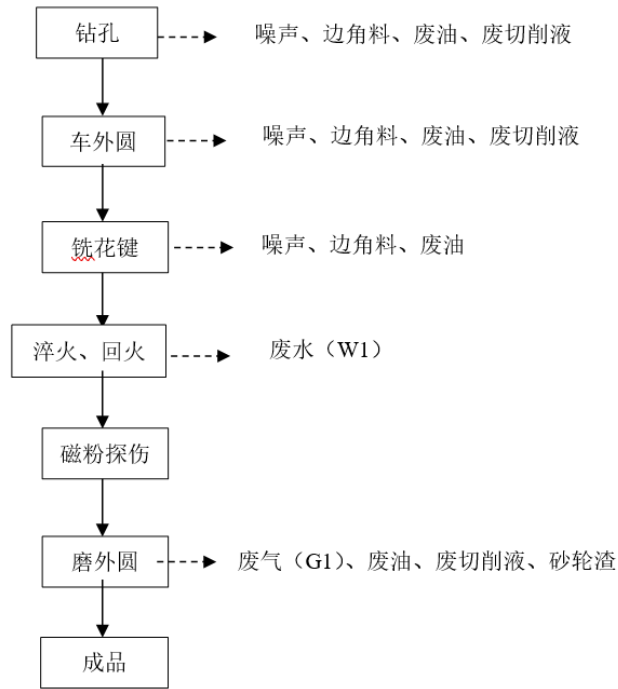 钻孔
噪声、边角料、废油、废切削液
车外圆
噪声、边角料、废油、废切削液
铣花键
噪声、边角料、废油
淬火、回火
废水（W1）
磁粉探伤
磨外圆
废气（G1）、废油、废切削液、砂轮渣
成品